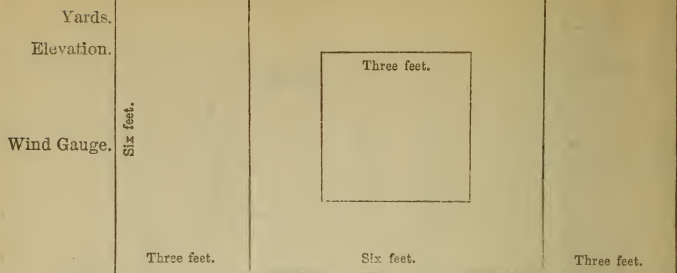 Yards.
Elevation.
Three feet.
Six feet.
Wind Gauge.
Three feet.
Six feet.
Three feet.